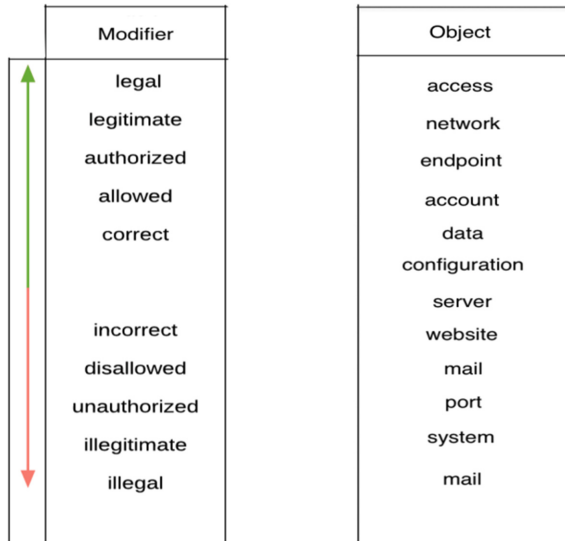 Modifier
legal
legitimate
authorized
allowed
correct
incorrect
disallowed
unauthorized
illegitimate
illegal
Object
access
network
endpoint
account
data
configuration
server
website
mail
port
system
mail